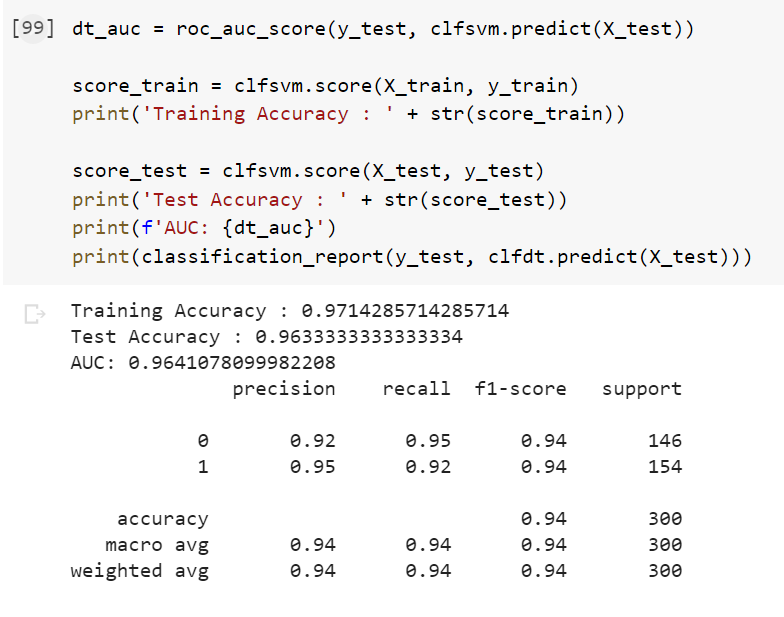 [99] dt_auc = roc_auc_score(y_test, clfsvm.predict(X_test))
score_train = clfsvm.score(X_train, y_train)
print('Training Accuracy : ' + str(score_train))
score_test = clfsvm.score(X_test, y_test)
print('Test Accuracy : ' + str(score_test))
print(f'AUC: {dt_auc}')
print(classification_report(y_test, clfdt.predict(X_test)))
Training Accuracy : 0.9714285714285714
Test Accuracy : 0.9633333333333334
AUC: 0.9641078099982208
precision recall f1-score support
0 0.92 0.95 0.94 146
1 0.95 0.92 0.94 154
accuracy 0.94 300
macro avg 0.94 0.94 0.94 300
weighted avg 0.94 0.94 0.94 300